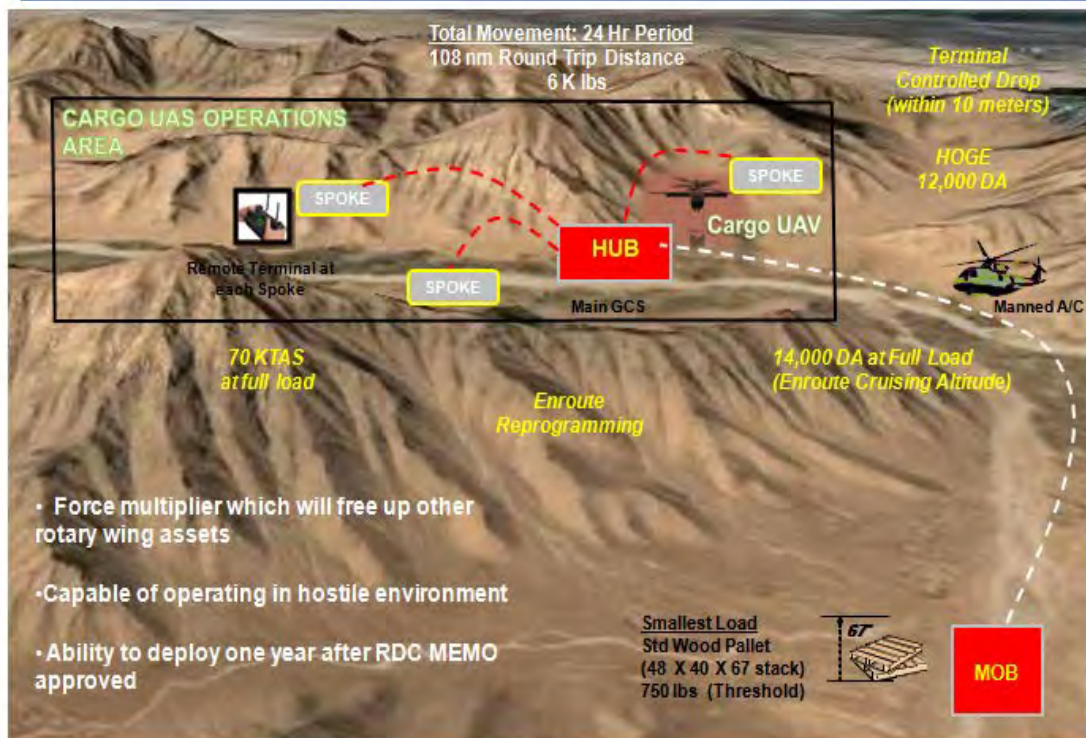 Total Movement: 24 Hr Period
108 nm Round Trip Distance
6 K lbs
Terminal
Controlled Drop
(within 10 meters)
CARGO UAS OPERATIONS
AREA
HOGE
12,000 DA
SPOKE
SPOKE
Cargo UAV
HUB
Remote Terminal at
each Spoke
SPOKE
Main GCS
Manned A/C
70 KTAS
at full load
14,000 DA at Full Load
(Enroute Cruising Altitude)
Enroute
Reprogramming
• Force multiplier which will free up other
rotary wing assets
•Capable of operating in hostile environment
• Ability to deploy one year after RDC MEMO
approved
Smallest Load
Std Wood Pallet
(48 X 40 X 67 stack)
750 lbs (Threshold)
67"
MOB